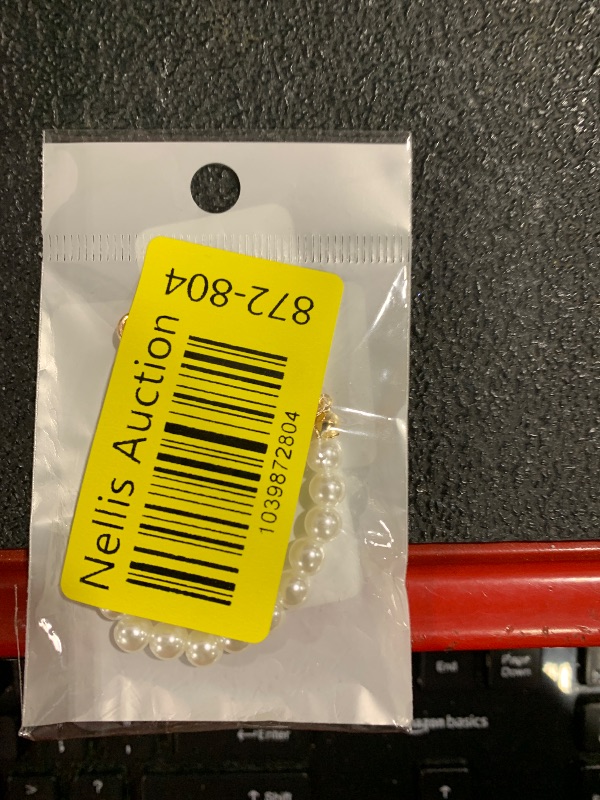 872-804
Nellis Auction
1039872804
End
Page
Down
amazon basics
Enter
Shift
>
?